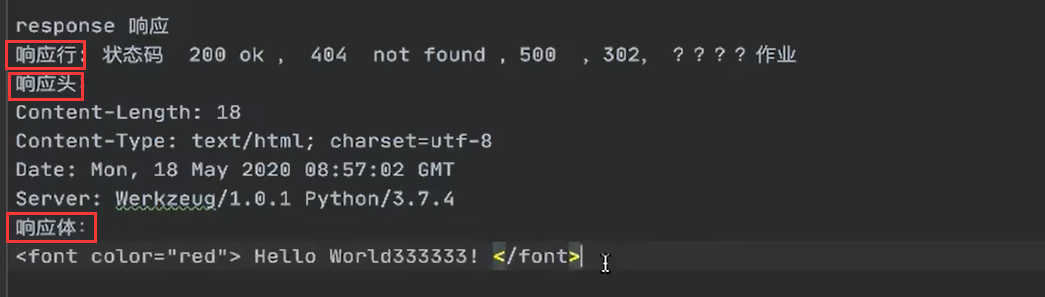 response 响应
响应行: 状态码 200 ok , 404 not found , 500 , 302, ????作业
响应头:
Content-Length: 18
Content-Type: text/html; charset=utf-8
Date: Mon, 18 May 2020 08:57:02 GMT
Server: Werkzeug/1.0.1 Python/3.7.4
响应体:
<font color="red"> Hello World333333! </font>